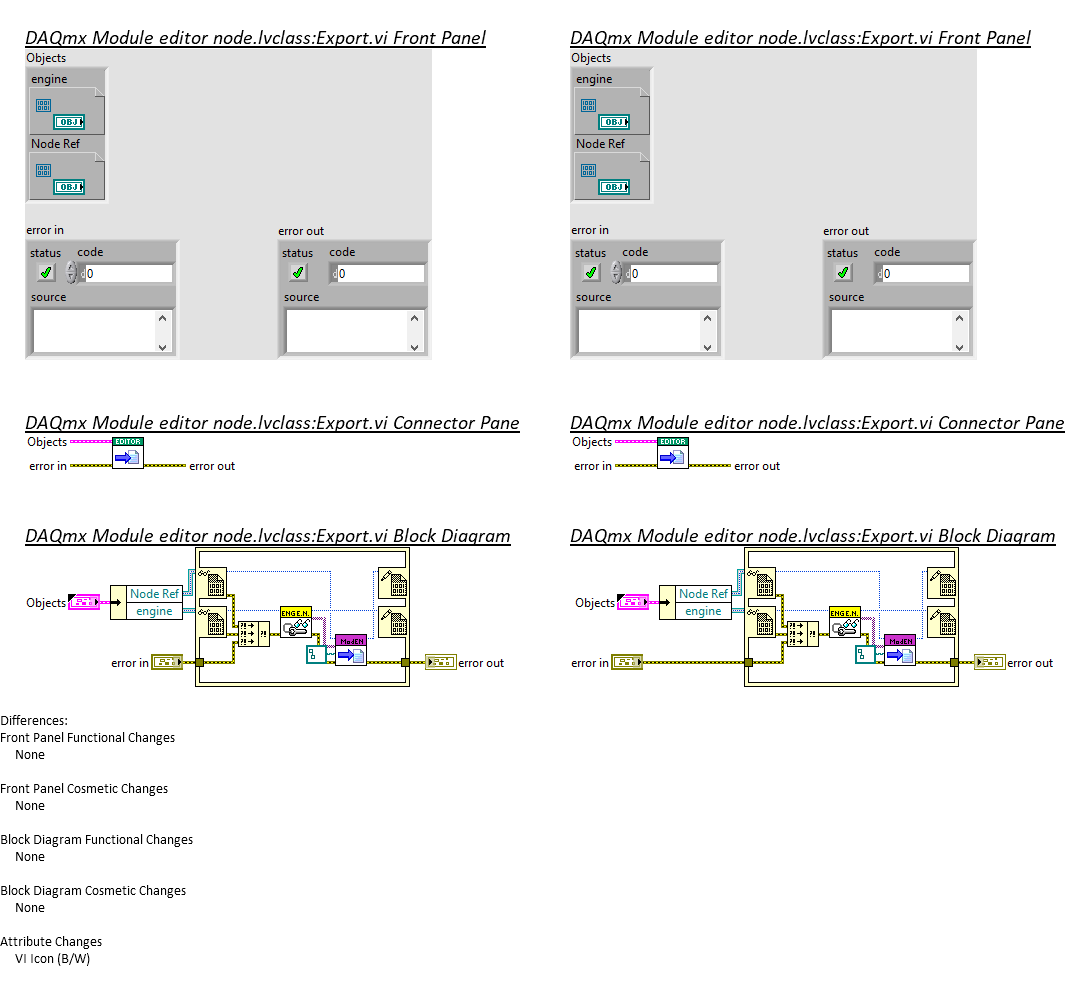 DAQmx Module editor node.lvclass:Export.vi Front Panel
Objects
engine
OBJ
Node Ref
OBJ
error in
error out
status code
0
status code
0
source
source
DAQmx Module editor node.lvclass:Export.vi Front Panel
Objects
engine
OBJ
Node Ref
OBJ
error in
error out
status code
0
status code
0
source
source
DAQmx Module editor node.lvclass:Export.vi Connector Pane
Objects
EDITOR
error in
error out
DAQmx Module editor node.lvclass:Export.vi Connector Pane
Objects
EDITOR
error in
error out
DAQmx Module editor node.lvclass:Export.vi Block Diagram
Objects
Node Ref
engine
ENGE.N.
ModEN
error in
error out
DAQmx Module editor node.lvclass:Export.vi Block Diagram
Objects
Node Ref
engine
ENGE.N.
ModEN
error in
error out
Differences:
Front Panel Functional Changes
None
Front Panel Cosmetic Changes
None
Block Diagram Functional Changes
None
Block Diagram Cosmetic Changes
None
Attribute Changes
VI Icon (B/W)